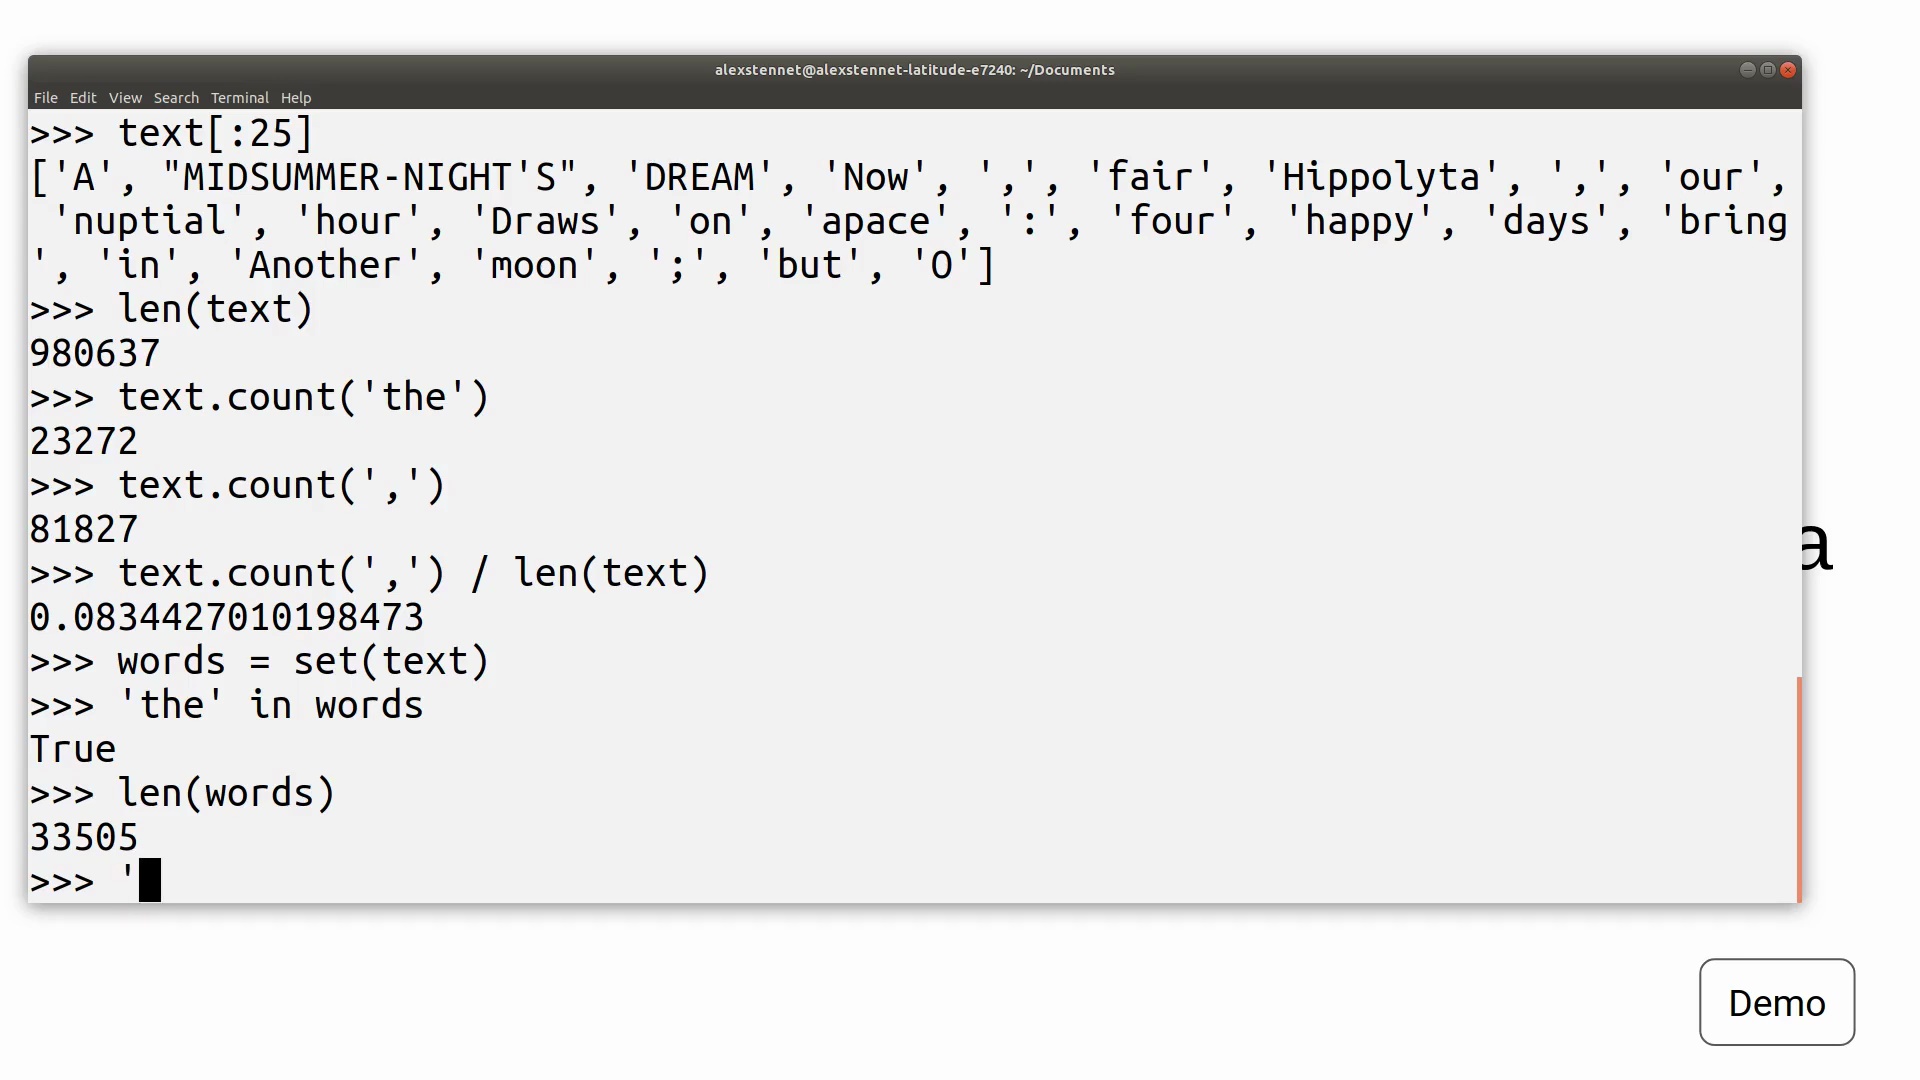 alexstennet@alexstennet-latitude-e7240: ~/Documents
File Edit View Search Terminal Help
>>> text[:25]
['A', "MIDSUMMER-NIGHT'S", 'DREAM', 'Now', ',', 'fair', 'Hippolyta', ',', 'our',
 'nuptial', 'hour', 'Draws', 'on', 'apace', ':', 'four', 'happy', 'days', 'bring
', 'in', 'Another', 'moon', ';', 'but', 'O']
>>> len(text)
980637
>>> text.count('the')
23272
>>> text.count(',')
81827
>>> text.count(',') / len(text)
0.0834427010198473
>>> words = set(text)
>>> 'the' in words
True
>>> len(words)
33505
>>> '
a
Demo